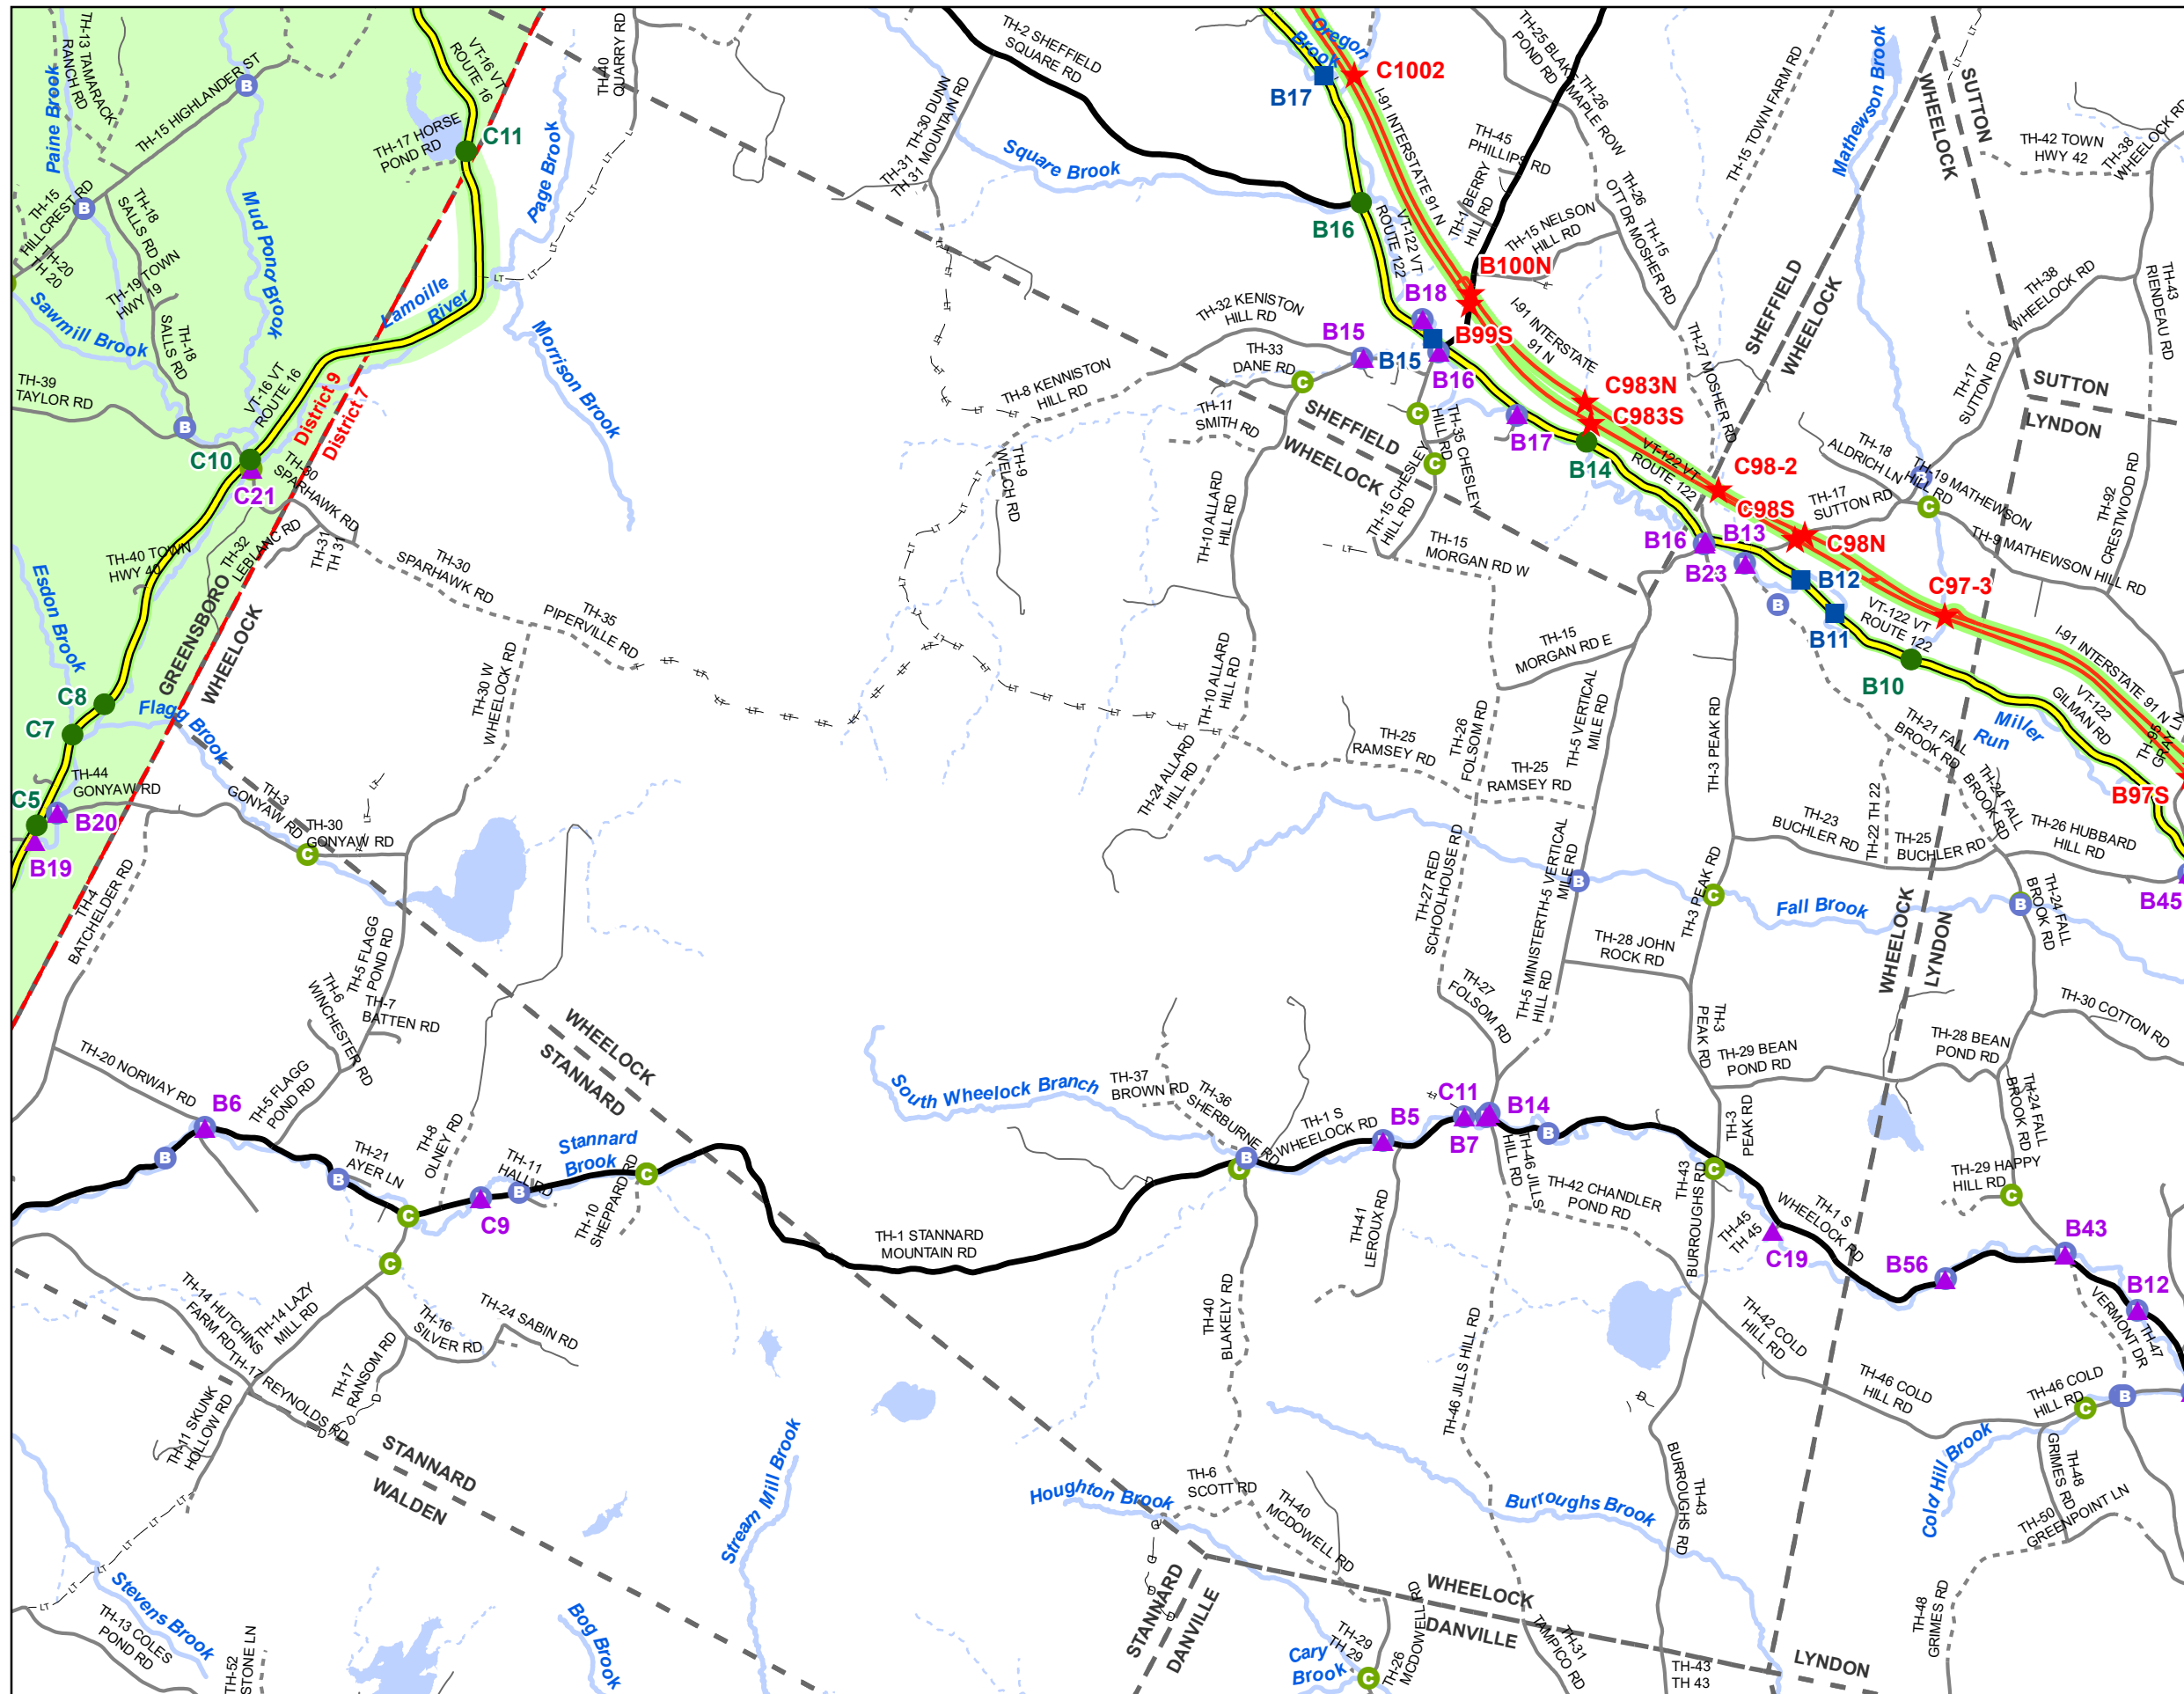 TH-13 TAMARACK
RANCH RD
Paine Brook
TH-15 HIGHLANDER ST
B
VT-16 VT
ROUTE 16
C11
TH-17 HORSE
POND RD
Page Brook
TH-40
QUARRY RD
TH-2 SHEFFIELD
SQUARE RD
TH-30 DUNN
MOUNTAIN RD
TH-31
TH 31
Square Brook
Oregon
Brook
B17
C1002
I-91 INTERSTATE 91 N
TH-25 BLAKE
POND RD
TH-26
MAPLE ROW
TH-45
PHILLIPS RD
TH-1 BERRY
HILL RD
TH-15 NELSON
HILL RD
TH-26
OTT DR
TH-15
MOSHER RD
TH-15 TOWN FARM RD
Mathewson Brook
SUTTON
WHEELOCK
TH-42 TOWN
HWY 42
TH-38
WHEELOCK RD
TH-15
HILLCREST RD
B
TH-20
TH 20
TH-18
SALLS RD
TH-19 TOWN
HWY 19
TH-18
SALLS RD
Mud Pond Brook
Sawmill Brook
Lamoille
River
Morrison Brook
B16
VT-122 VT
ROUTE 122
B100N
B18
B99S
B15
B15
B16
B17
I-91 INTERSTATE
91 N
C983N
C983S
B14
TH-32 KENISTON
HILL RD
TH-33
DANE RD
TH-8 KENNISTON
HILL RD
TH-11
SMITH RD
C
C
C
SHEFFIELD
WHEELOCK
TH-35 CHESLEY
HILL RD
TH-15 CHESLEY
HILL RD
TH-27 MOSHER RD
SHEFFIELD
WHEELOCK
TH-38
WHEELOCK RD
TH-43
RIENDEAU RD
TH-17
SUTTON RD
SUTTON
LYNDON
TH-39
TAYLOR RD
B
VT-16 VT
ROUTE 16
District 9
District 7
C10
C21
TH-30
SPARHAWK RD
TH-32
LEBLANC RD
TH-31
TH 31
TH-40 TOWN
HWY 40
TH-30
SPARHAWK RD
TH-35
PIPERVILLE RD
TH-9
WELCH RD
TH-10 ALLARD
HILL RD
TH-15
MORGAN RD W
VT-122 VT
ROUTE 122
C98-2
C98S
C98N
B16
B13
B23
B12
B11
B
C97-3
TH-18
ALDRICH LN
TH-17
SUTTON RD
TH-19 MATHEWSON
HILL RD
C
TH-9 MATHEWSON HILL RD
TH-92
CRESTWOOD RD
Esdon Brook
GREENSBORO
WHEELOCK
C8
C7
Flagg Brook
TH-30 W
WHEELOCK RD
TH-10 ALLARD
HILL RD
TH-24 ALLARD
HILL RD
TH-15
MORGAN RD E
TH-5 VERTICAL
MILE RD
TH-3 PEAK RD
VT-122 VT
ROUTE 122
B10
I-91 INTERSTATE 91 N
VT-122
GILMAN RD
Miller
Run
GRAY LN
B97S
TH-21 FALL
BROOK RD
TH-24 FALL
BROOK RD
TH-44
GONYAW RD
C5
B20
B19
TH-3
GONYAW RD
TH-30
GONYAW RD
C
TH-4
BATCHELDER RD
TH-25
RAMSEY RD
TH-26
FOLSOM RD
TH-25
RAMSEY RD
TH-27 RED
SCHOOLHOUSE RD
TH-5 VERTICAL
MILE RD
TH-5 MINISTER
HILL RD
B
TH-3 PEAK RD
C
Fall Brook
TH-23
BUCHLER RD
TH-22 TH 22
TH-25
BUCHLER RD
TH-26 HUBBARD
HILL RD
B45
B
TH-24 FALL
BROOK RD
WHEELOCK
LYNDON
TH-28 JOHN
ROCK RD
TH-27
FOLSOM RD
TH-30 COTTON RD
TH-5 FLAGG
POND RD
TH-6
WINCHESTER RD
TH-7
BATTEN RD
TH-20 NORWAY RD
TH-5 FLAGG
POND RD
B6
B
B
TH-21
AYER LN
TH-8
OLNEY RD
C
C9
TH-11
HALL RD
B
Stannard
Brook
TH-10
SHEPPARD RD
C
WHEELOCK
STANNARD
South Wheelock Branch
TH-37
BROWN RD
TH-36
SHERBURNE RD
TH-1 S
WHEELOCK RD
B
C
B5
C11
B7
B14
B
TH-46 JILLS
HILL RD
TH-3
PEAK RD
TH-29 BEAN
POND RD
TH-28 BEAN
POND RD
TH-24 FALL
BROOK RD
TH-3
PEAK RD
TH-43
BURROUGHS RD
C
TH-42 CHANDLER
POND RD
TH-41
LEROUX RD
TH-45
TH 45
TH-1 S
WHEELOCK RD
C19
TH-29 HAPPY
HILL RD
C
B56
B43
B12
TH-47
VERMONT DR
TH-1 STANNARD
MOUNTAIN RD
C
TH-14 HUTCHINS
FARM RD
TH-14 LAZY
MILL RD
TH-16
SILVER RD
TH-24 SABIN RD
TH-17
RANSOM RD
TH-17 REYNOLDS RD
TH-11 SKUNK
HOLLOW RD
STANNARD
WALDEN
TH-40
BLAKELY RD
TH-46 JILLS HILL RD
TH-42 COLD
HILL RD
TH-46 COLD
HILL RD
TH-46 COLD
HILL RD
C
B
Cold Hill Brook
TH-48
GRIMES RD
TH-50
GREENPOINT LN
Stream Mill Brook
Houghton Brook
TH-6
SCOTT RD
TH-40
MCDOWELL RD
Burroughs Brook
TH-43
BURROUGHS RD
TH-48
GRIMES RD
Stevens Brook
TH-13 COLES
POND RD
TH-52
STONE LN
Bog Brook
STANNARD
DANVILLE
WHEELOCK
DANVILLE
Cary
Brook
TH-29
TH 29
C
TH-26
MCDOWELL RD
TH-31
TAMPICO RD
TH-43
TH 43
LYNDON